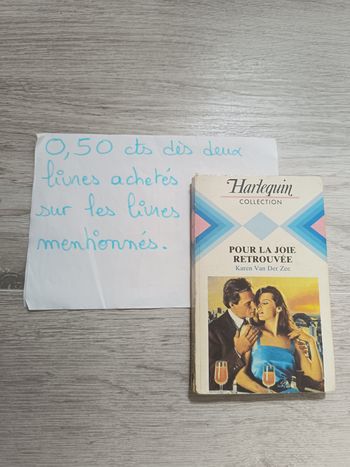 0,50 cts dès deux
livres achetés
sur les livres
mentionnés.
Harlequin
COLLECTION
POUR LA JOIE
RETROUVÉE
Karen Van Der Zee